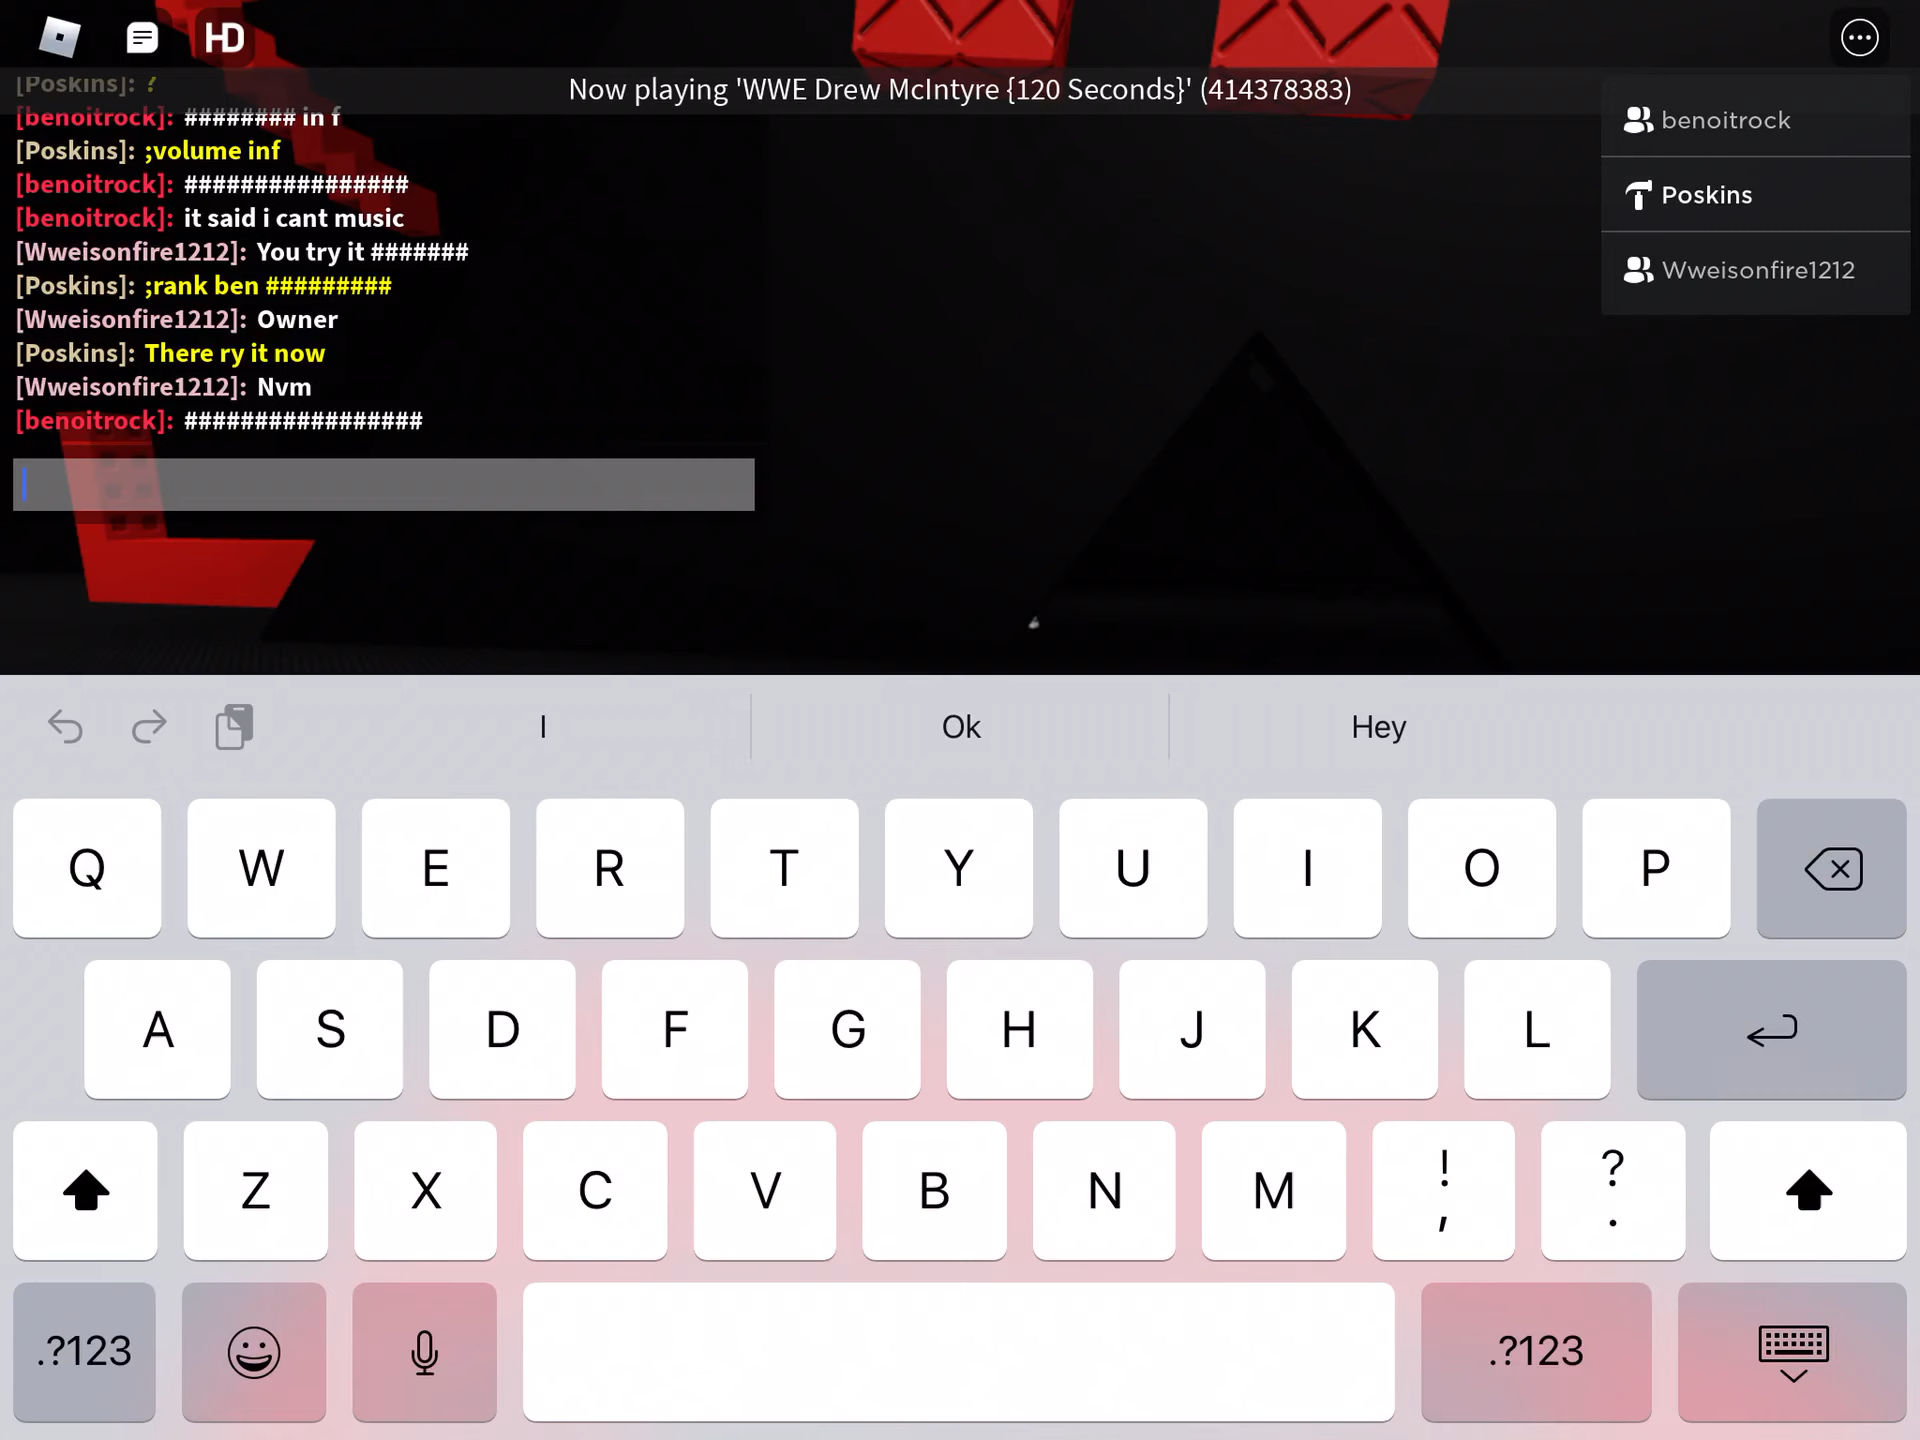 HD
[Poskins]: ?
Now playing 'WWE Drew McIntyre {120 Seconds}' (414378383)
[benoitrock]: ######## in f
[Poskins]: ;volume inf
[benoitrock]: ################
[benoitrock]: it said i cant music
[Wweisonfire1212]: You try it #######
[Poskins]: ;rank ben #########
[Wweisonfire1212]: Owner
[Poskins]: There ry it now
[Wweisonfire1212]: Nvm
[benoitrock]: #################
benoitrock
Poskins
Wweisonfire1212
I Ok Hey
Q W E R T Y U I O P
A S D F G H J K L
Z X C V B N M ! , ? .
.?123 .?123